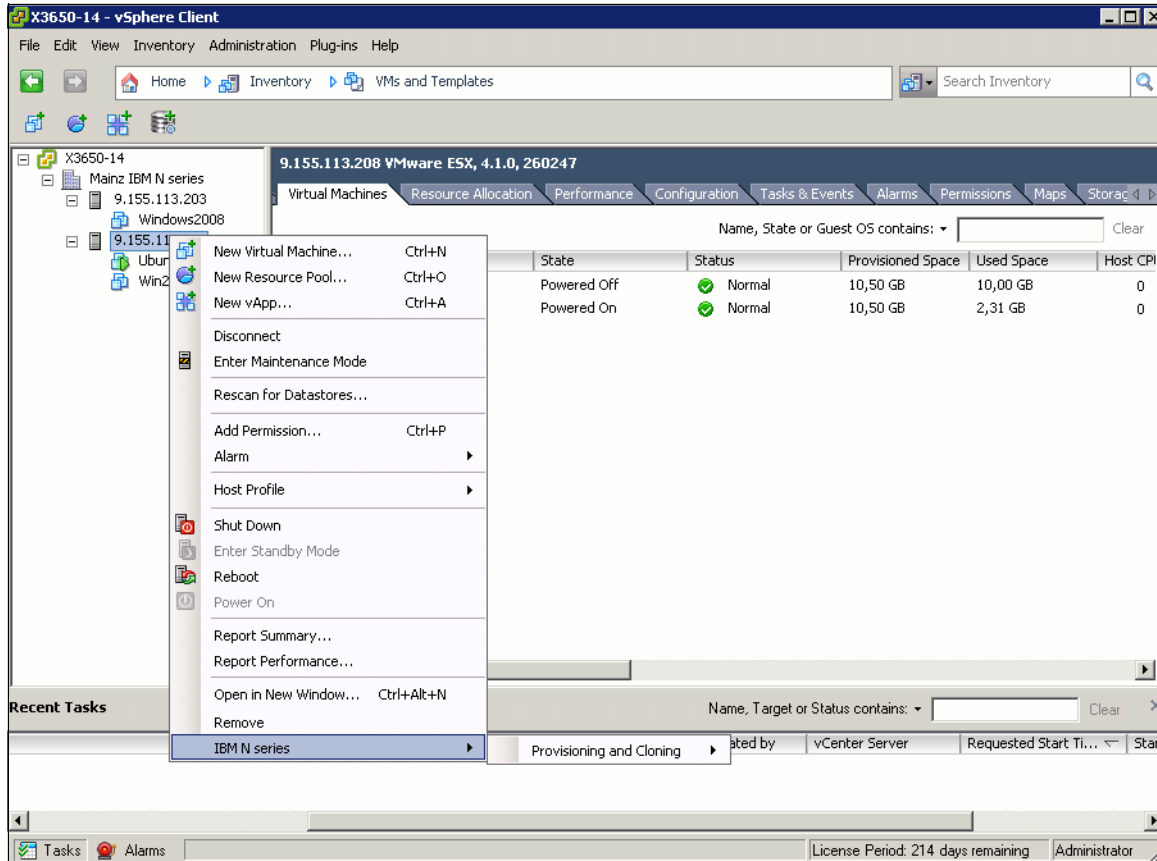 X3650-14 - vSphere Client
File Edit View Inventory Administration Plug-ins Help
Home Inventory VMs and Templates Search Inventory
X3650-14
Mainz IBM N series
9.155.113.203
Windows2008
9.155.11
Ubur
Win2
9.155.113.208 VMware ESX, 4.1.0, 260247
Virtual Machines Resource Allocation Performance Configuration Tasks & Events Alarms Permissions Maps Storag
Name, State or Guest OS contains: Clear
State Status Provisioned Space Used Space Host CPU
Powered Off Normal 10,50 GB 10,00 GB 0
Powered On Normal 10,50 GB 2,31 GB 0
New Virtual Machine... Ctrl+N
New Resource Pool... Ctrl+O
New vApp... Ctrl+A
Disconnect
Enter Maintenance Mode
Rescan for Datastores...
Add Permission... Ctrl+P
Alarm
Host Profile
Shut Down
Enter Standby Mode
Reboot
Power On
Report Summary...
Report Performance...
Open in New Window... Ctrl+Alt+N
Remove
IBM N series
Provisioning and Cloning
Recent Tasks Name, Target or Status contains: Clear
ated by vCenter Server Requested Start Ti... Star
Tasks Alarms License Period: 214 days remaining Administrator